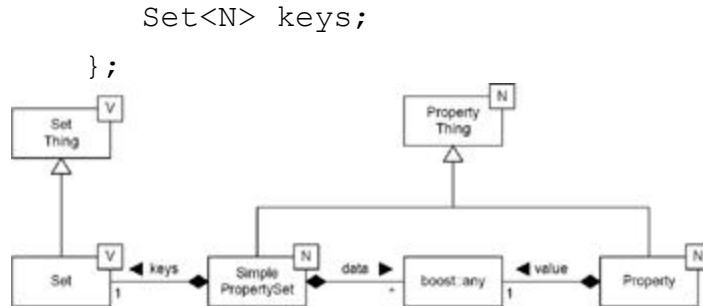 Set<N> keys;
};
V
Set
Thing
N
Property
Thing
V
Set
◀ keys
1
N
Simple
PropertySet
data ▶
*
boost::any
◀ value
1
N
Property